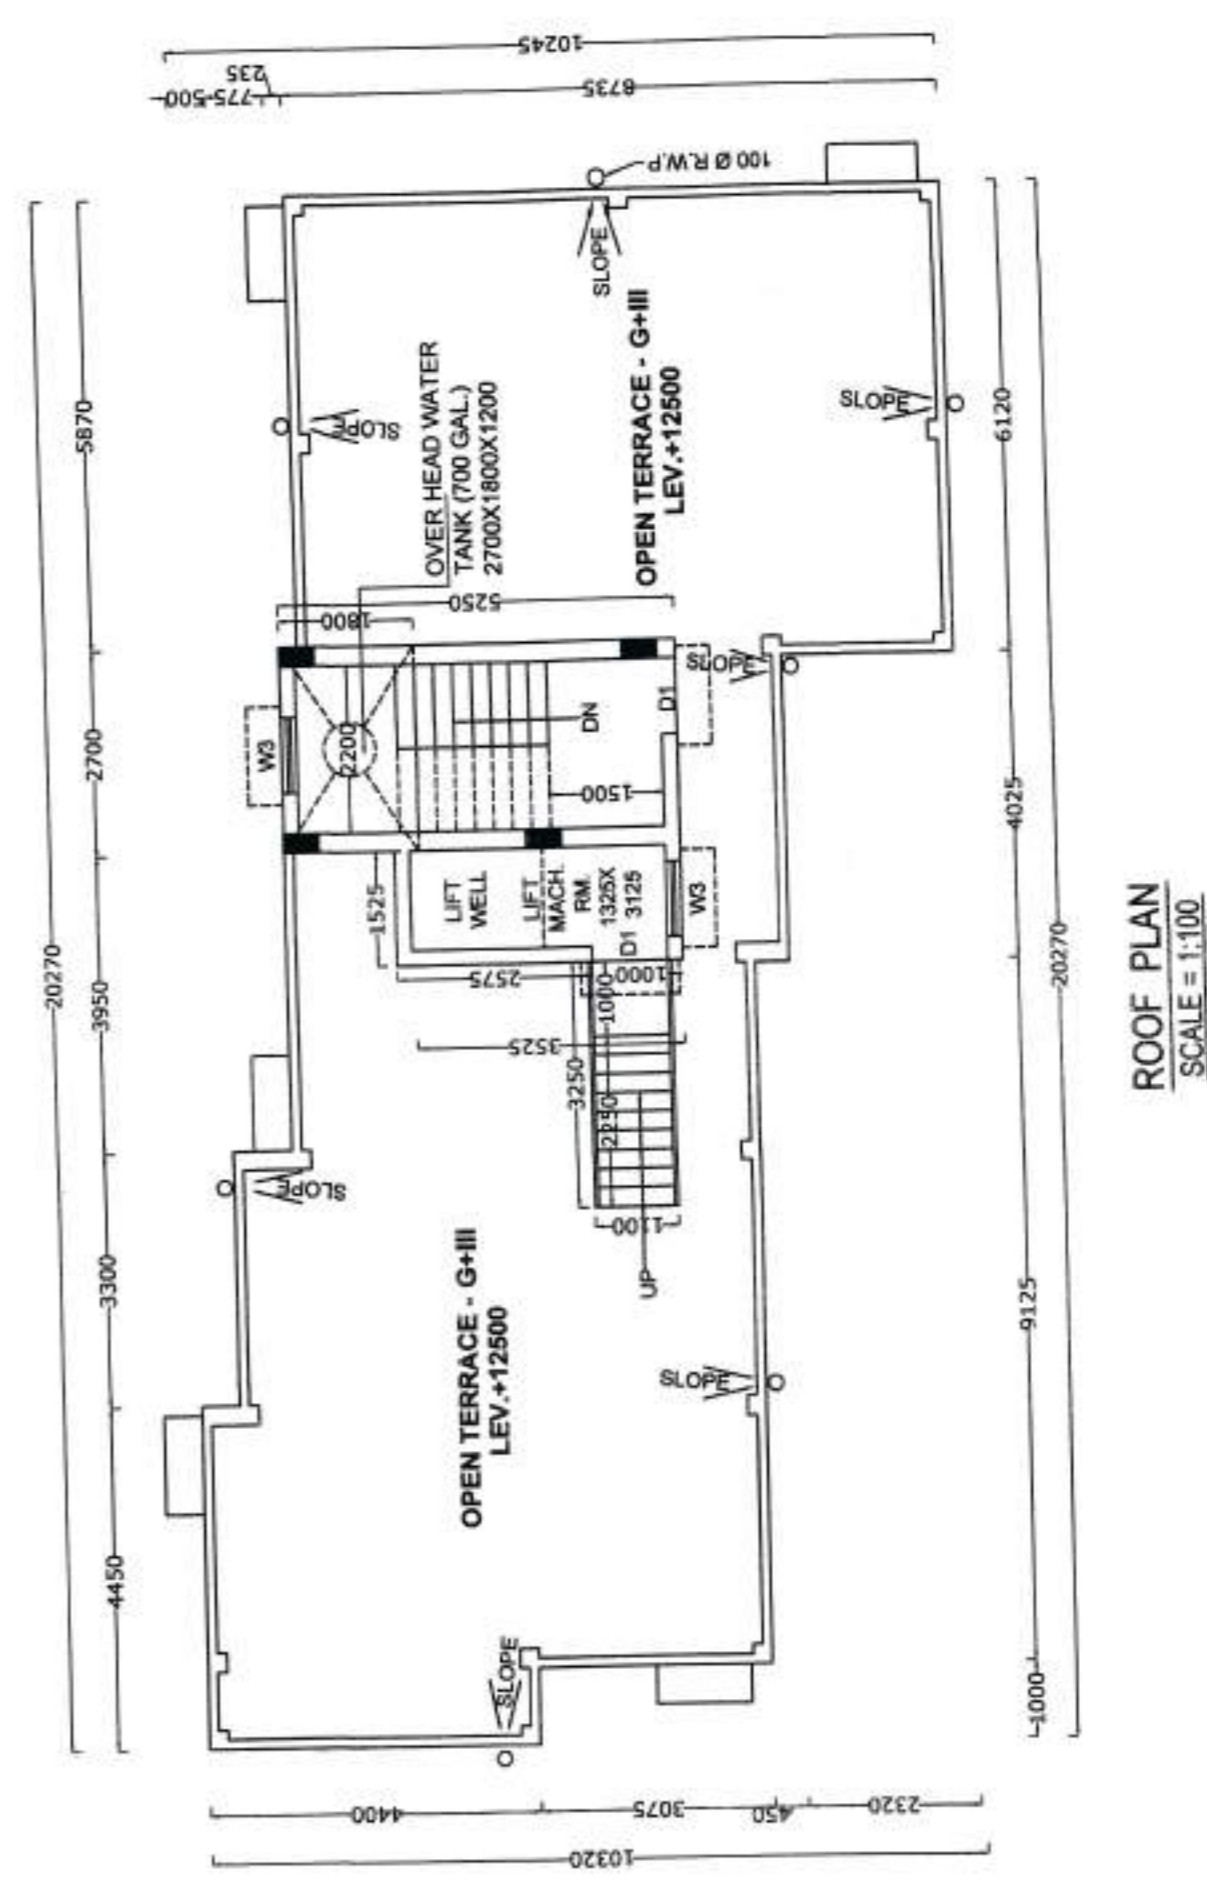 10245
235
500
775
8735
100 Ø R.W.P
SLOPE
OPEN TERRACE - G+III
LEV.+12500
SLOPE
SLOPE
OVER HEAD WATER
TANK (700 GAL.)
2700X1800X1200
5250
1800
SLOPE
W3
2200
DN
D1
1500
LIFT
WELL
LIFT
MACH.
RM.
1325X
3125
D1
W3
1525
2575
1000
1000
3525
3250
2250
1100
UP
SLOPE
OPEN TERRACE - G+III
LEV.+12500
SLOPE
SLOPE
20270
5870
2700
3950
3300
4450
6120
4025
9125
1000
20270
4400
3075
450
2320
10320
ROOF PLAN
SCALE = 1:100